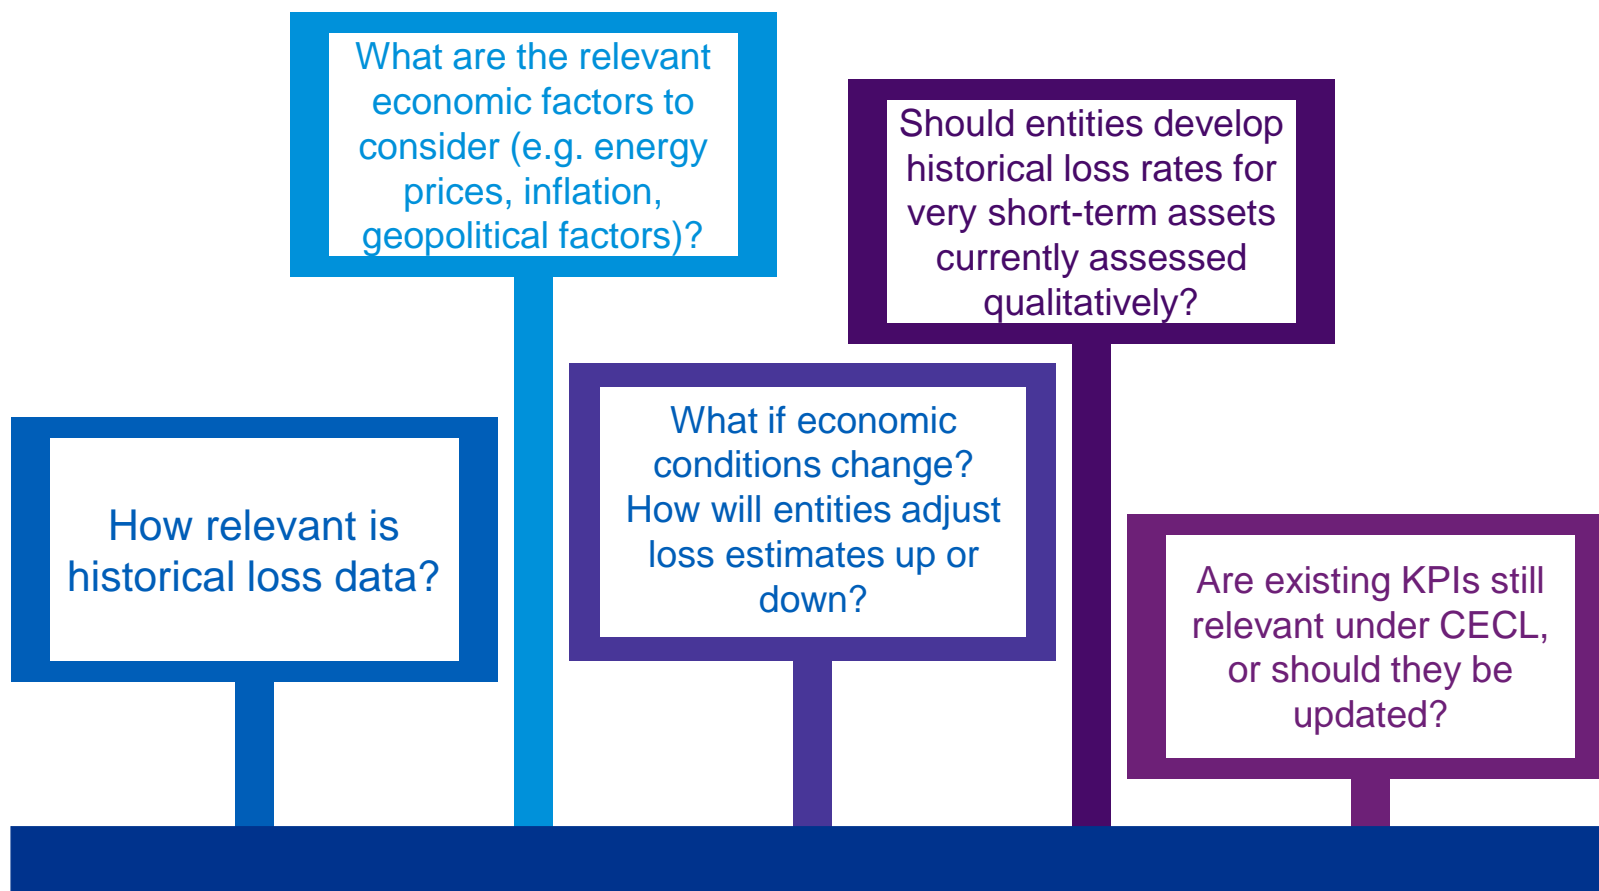 How relevant is
historical loss data?
What are the relevant
economic factors to
consider (e.g. energy
prices, inflation,
geopolitical factors)?
What if economic
conditions change?
How will entities adjust
loss estimates up or
down?
Should entities develop
historical loss rates for
very short-term assets
currently assessed
qualitatively?
Are existing KPIs still
relevant under CECL,
or should they be
updated?